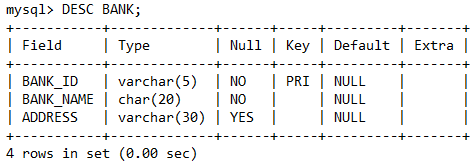 mysql> DESC BANK;
+-----------+-------------+------+-----+---------+-------+
| Field     | Type        | Null | Key | Default | Extra |
+-----------+-------------+------+-----+---------+-------+
| BANK_ID   | varchar(5)  | NO   | PRI | NULL    |       |
| BANK_NAME | char(20)    | NO   |     | NULL    |       |
| ADDRESS   | varchar(30) | YES  |     | NULL    |       |
+-----------+-------------+------+-----+---------+-------+
4 rows in set (0.00 sec)